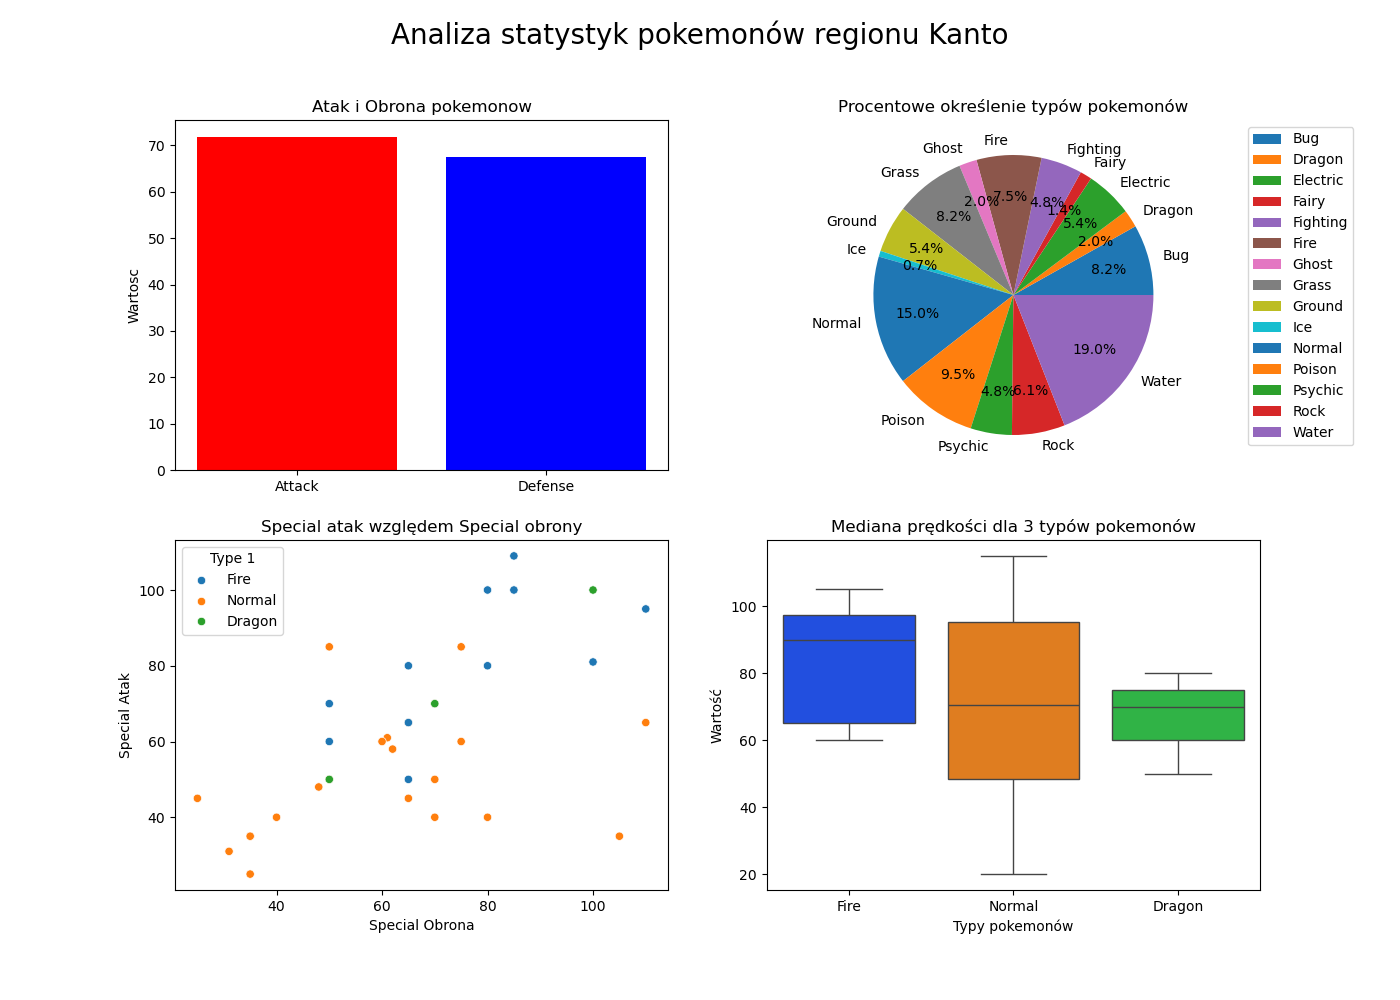 Analiza statystyk pokemonów regionu Kanto
Atak i Obrona pokemonow
Wartosc
70
60
50
40
30
20
10
0
Attack
Defense
Procentowe określenie typów pokemonów
Bug
Dragon
Electric
Fairy
Fighting
Fire
Ghost
Grass
Ground
Ice
Normal
Poison
Psychic
Rock
Water
8.2%
2.0%
5.4%
1.4%
4.8%
7.5%
2.0%
8.2%
5.4%
0.7%
15.0%
9.5%
4.8%
6.1%
19.0%
Bug
Dragon
Electric
Fairy
Fighting
Fire
Ghost
Grass
Ground
Ice
Normal
Poison
Psychic
Rock
Water
Special atak względem Special obrony
Type 1
Fire
Normal
Dragon
Special Atak
100
80
60
40
40
60
80
100
Special Obrona
Mediana prędkości dla 3 typów pokemonów
Wartość
100
80
60
40
20
Fire
Normal
Dragon
Typy pokemonów